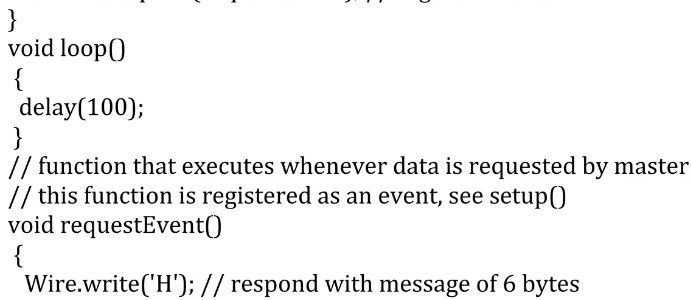 }
void loop()
{
delay(100);
}
// function that executes whenever data is requested by master
// this function is registered as an event, see setup()
void requestEvent()
{
Wire.write('H'); // respond with message of 6 bytes